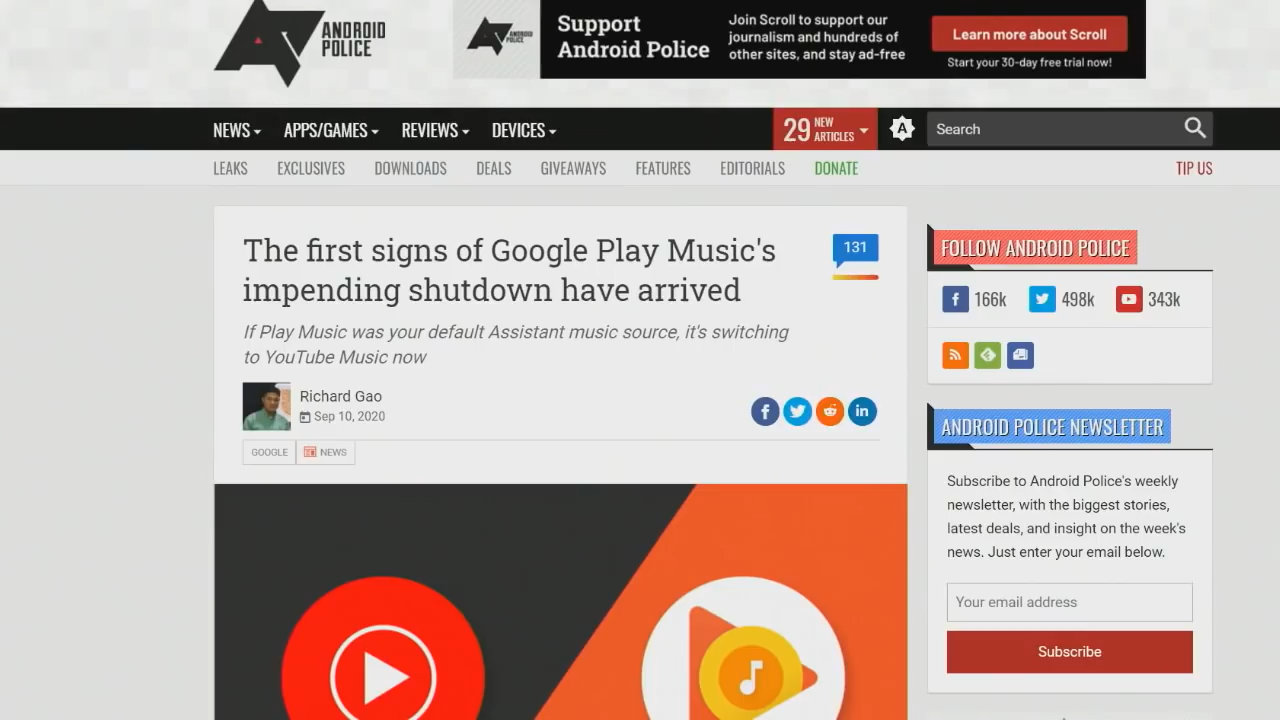 ANDROID
POLICE
ANDROID
POLICE
Support
Android Police
Join Scroll to support our
journalism and hundreds of
other sites, and stay ad-free
Learn more about Scroll
Start your 30-day free trial now!
NEWS
APPS/GAMES
REVIEWS
DEVICES
29 NEW
ARTICLES
A
Search
LEAKS
EXCLUSIVES
DOWNLOADS
DEALS
GIVEAWAYS
FEATURES
EDITORIALS
DONATE
TIP US
The first signs of Google Play Music's
impending shutdown have arrived
131
If Play Music was your default Assistant music source, it's switching
to YouTube Music now
Richard Gao
Sep 10, 2020
GOOGLE
NEWS
FOLLOW ANDROID POLICE
166k
498k
343k
ANDROID POLICE NEWSLETTER
Subscribe to Android Police's weekly
newsletter, with the biggest stories,
latest deals, and insight on the week's
news. Just enter your email below.
Your email address
Subscribe